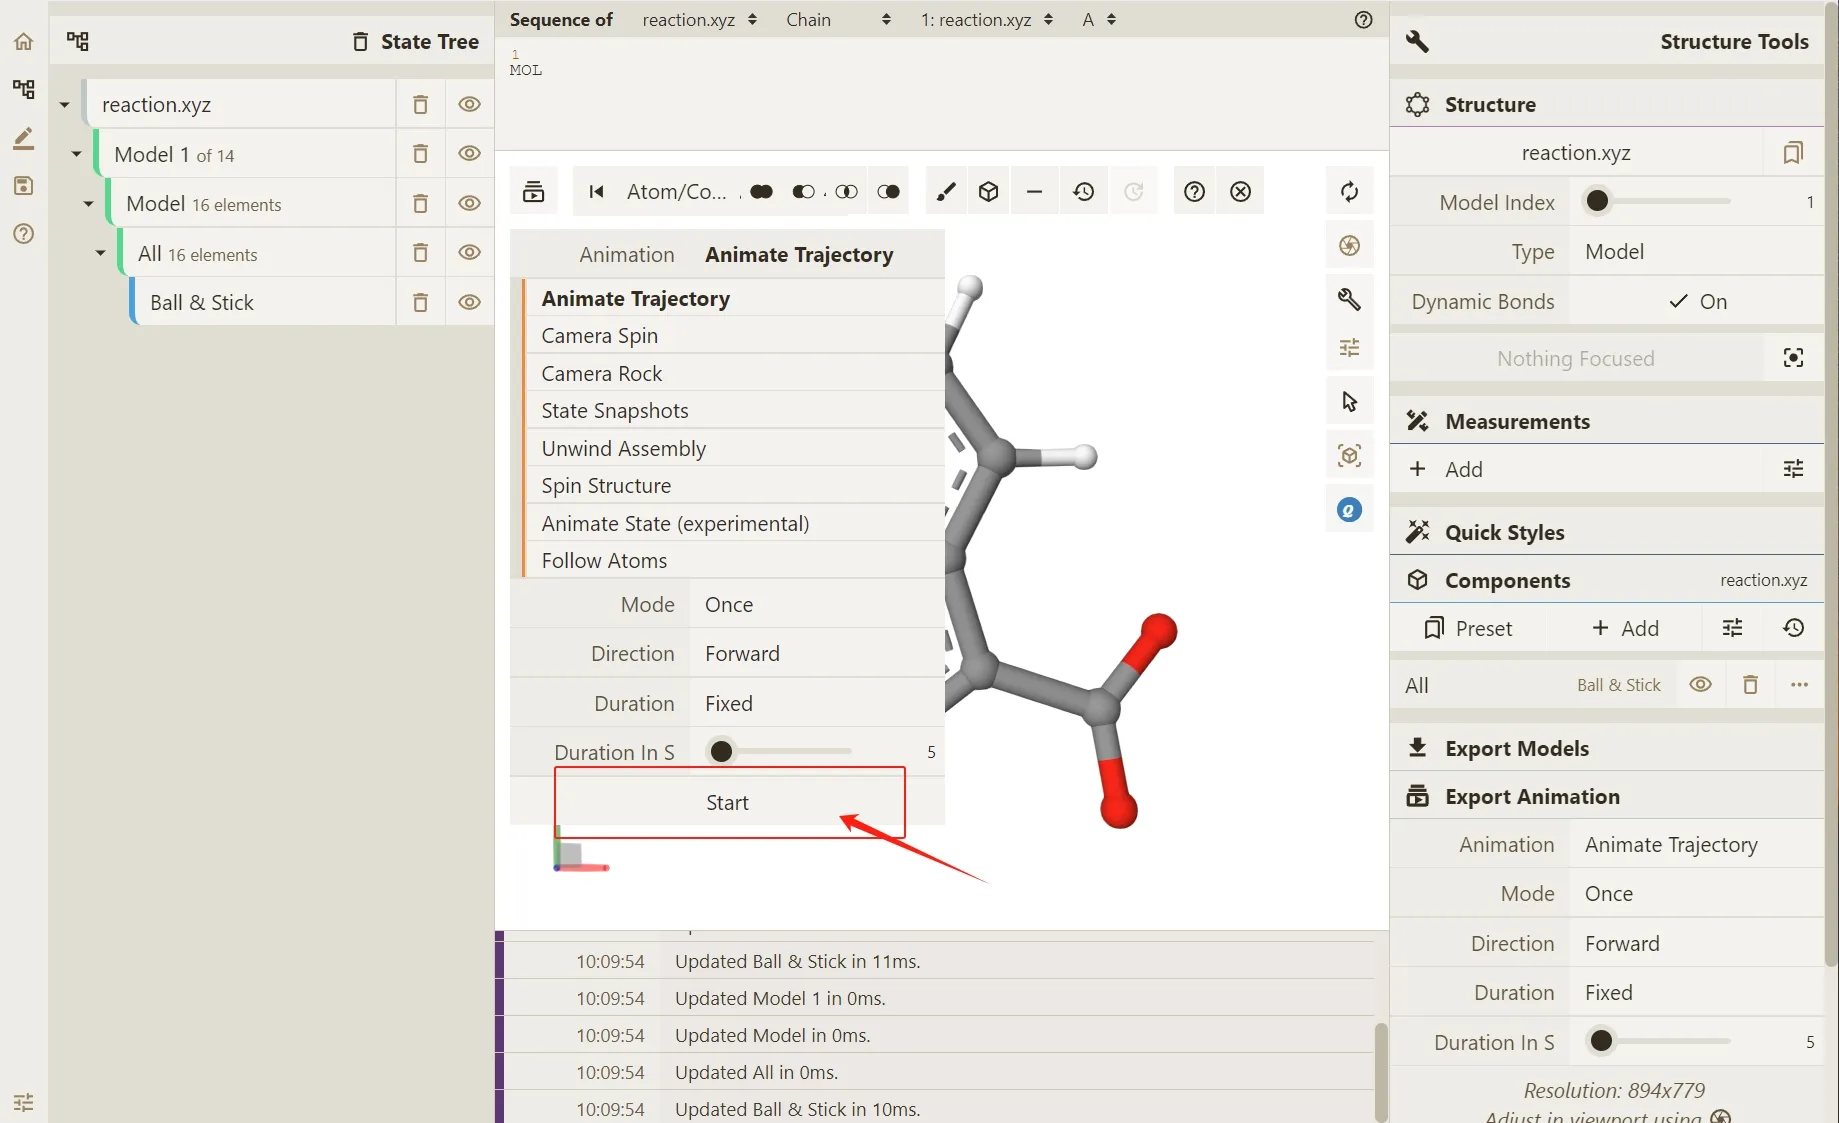 State Tree
reaction.xyz
Model 1 of 14
Model 16 elements
All 16 elements
Ball & Stick
Sequence of reaction.xyz Chain 1: reaction.xyz A
1
MOL
Atom/Co...
Animation Animate Trajectory
Animate Trajectory
Camera Spin
Camera Rock
State Snapshots
Unwind Assembly
Spin Structure
Animate State (experimental)
Follow Atoms
Mode Once
Direction Forward
Duration Fixed
Duration In S 5
Start
10:09:54 Updated Ball & Stick in 11ms.
10:09:54 Updated Model 1 in 0ms.
10:09:54 Updated Model in 0ms.
10:09:54 Updated All in 0ms.
10:09:54 Updated Ball & Stick in 10ms.
Structure Tools
Structure
reaction.xyz
Model Index 1
Type Model
Dynamic Bonds On
Nothing Focused
Measurements
Add
Quick Styles
Components reaction.xyz
Preset Add
All Ball & Stick
Export Models
Export Animation
Animation Animate Trajectory
Mode Once
Direction Forward
Duration Fixed
Duration In S 5
Resolution: 894x779
Adjust in viewport using